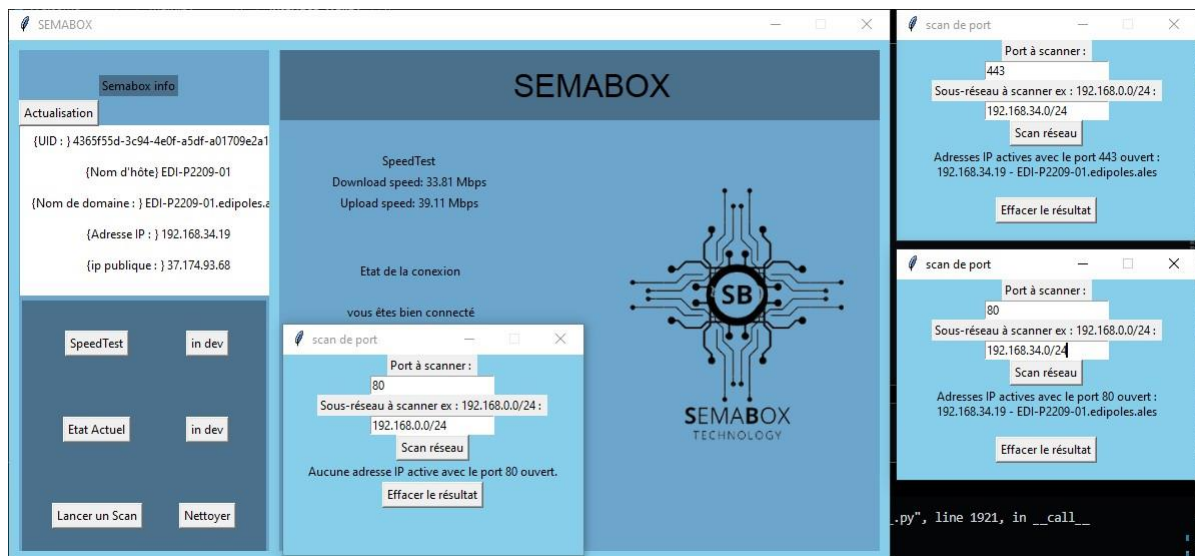 SEMABOX
Semabox info
Actualisation
{UID : } 4365f55d-3c94-4e0f-a5df-a01709e2a1
{Nom d'hôte} EDI-P2209-01
{Nom de domaine : } EDI-P2209-01.edipoles.a
{Adresse IP : } 192.168.34.19
{ip publique : } 37.174.93.68
SpeedTest
in dev
Etat Actuel
in dev
Lancer un Scan
Nettoyer
SEMABOX
SpeedTest
Download speed: 33.81 Mbps
Upload speed: 39.11 Mbps
Etat de la conexion
vous êtes bien connecté
SB
SEMABOX
TECHNOLOGY
scan de port
Port à scanner :
80
Sous-réseau à scanner ex : 192.168.0.0/24 :
192.168.0.0/24
Scan réseau
Aucune adresse IP active avec le port 80 ouvert.
Effacer le résultat
scan de port
Port à scanner :
443
Sous-réseau à scanner ex : 192.168.0.0/24 :
192.168.34.0/24
Scan réseau
Adresses IP actives avec le port 443 ouvert :
192.168.34.19 - EDI-P2209-01.edipoles.ales
Effacer le résultat
scan de port
Port à scanner :
80
Sous-réseau à scanner ex : 192.168.0.0/24 :
192.168.34.0/24
Scan réseau
Adresses IP actives avec le port 80 ouvert :
192.168.34.19 - EDI-P2209-01.edipoles.ales
Effacer le résultat
.py", line 1921, in __call__